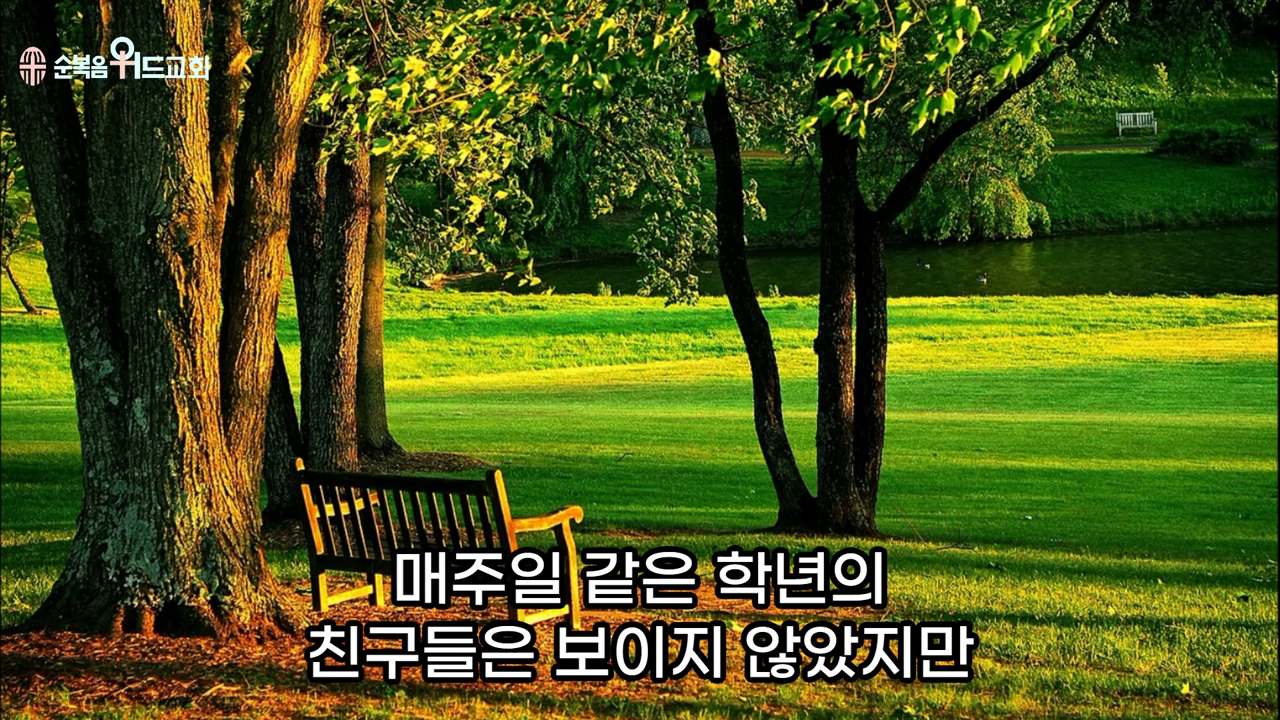 순복음워드교회
매주일 같은 학년의
친구들은 보이지 않았지만